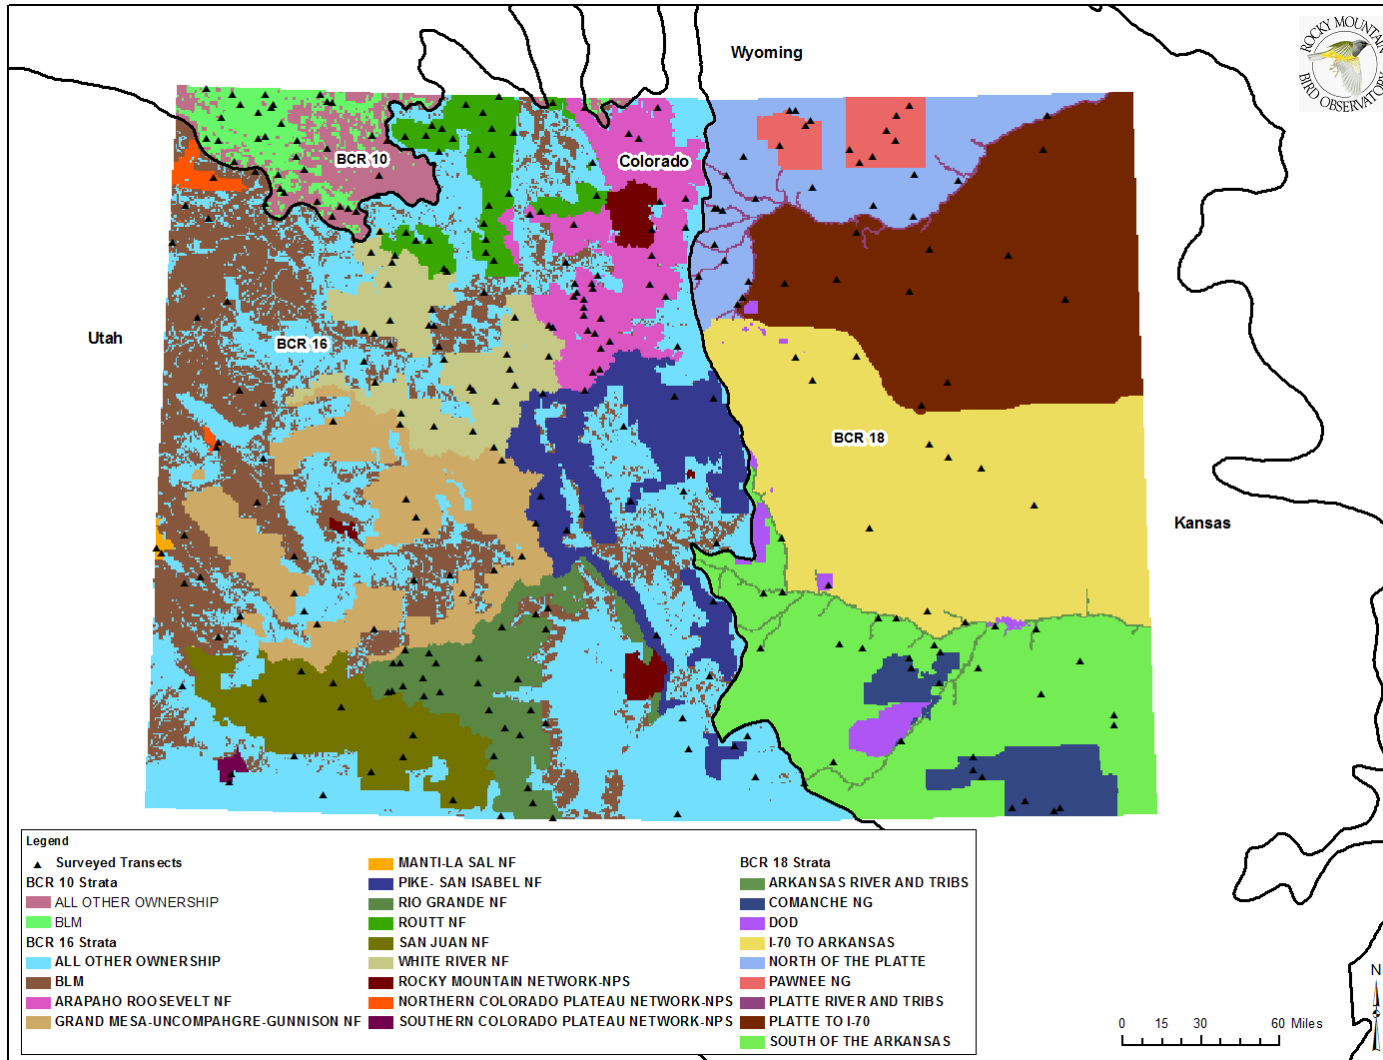 Wyoming
ROCKY MOUNTAIN
BIRD OBSERVATORY
BCR 10
Colorado
Utah
BCR 16
BCR 18
Kansas
Legend
Surveyed Transects
BCR 10 Strata
ALL OTHER OWNERSHIP
BLM
BCR 16 Strata
ALL OTHER OWNERSHIP
BLM
ARAPAHO ROOSEVELT NF
GRAND MESA-UNCOMPAHGRE-GUNNISON NF
MANTI-LA SAL NF
PIKE- SAN ISABEL NF
RIO GRANDE NF
ROUTT NF
SAN JUAN NF
WHITE RIVER NF
ROCKY MOUNTAIN NETWORK-NPS
NORTHERN COLORADO PLATEAU NETWORK-NPS
SOUTHERN COLORADO PLATEAU NETWORK-NPS
BCR 18 Strata
ARKANSAS RIVER AND TRIBS
COMANCHE NG
DOD
I-70 TO ARKANSAS
NORTH OF THE PLATTE
PAWNEE NG
PLATTE RIVER AND TRIBS
PLATTE TO I-70
SOUTH OF THE ARKANSAS
0 15 30 60 Miles
N